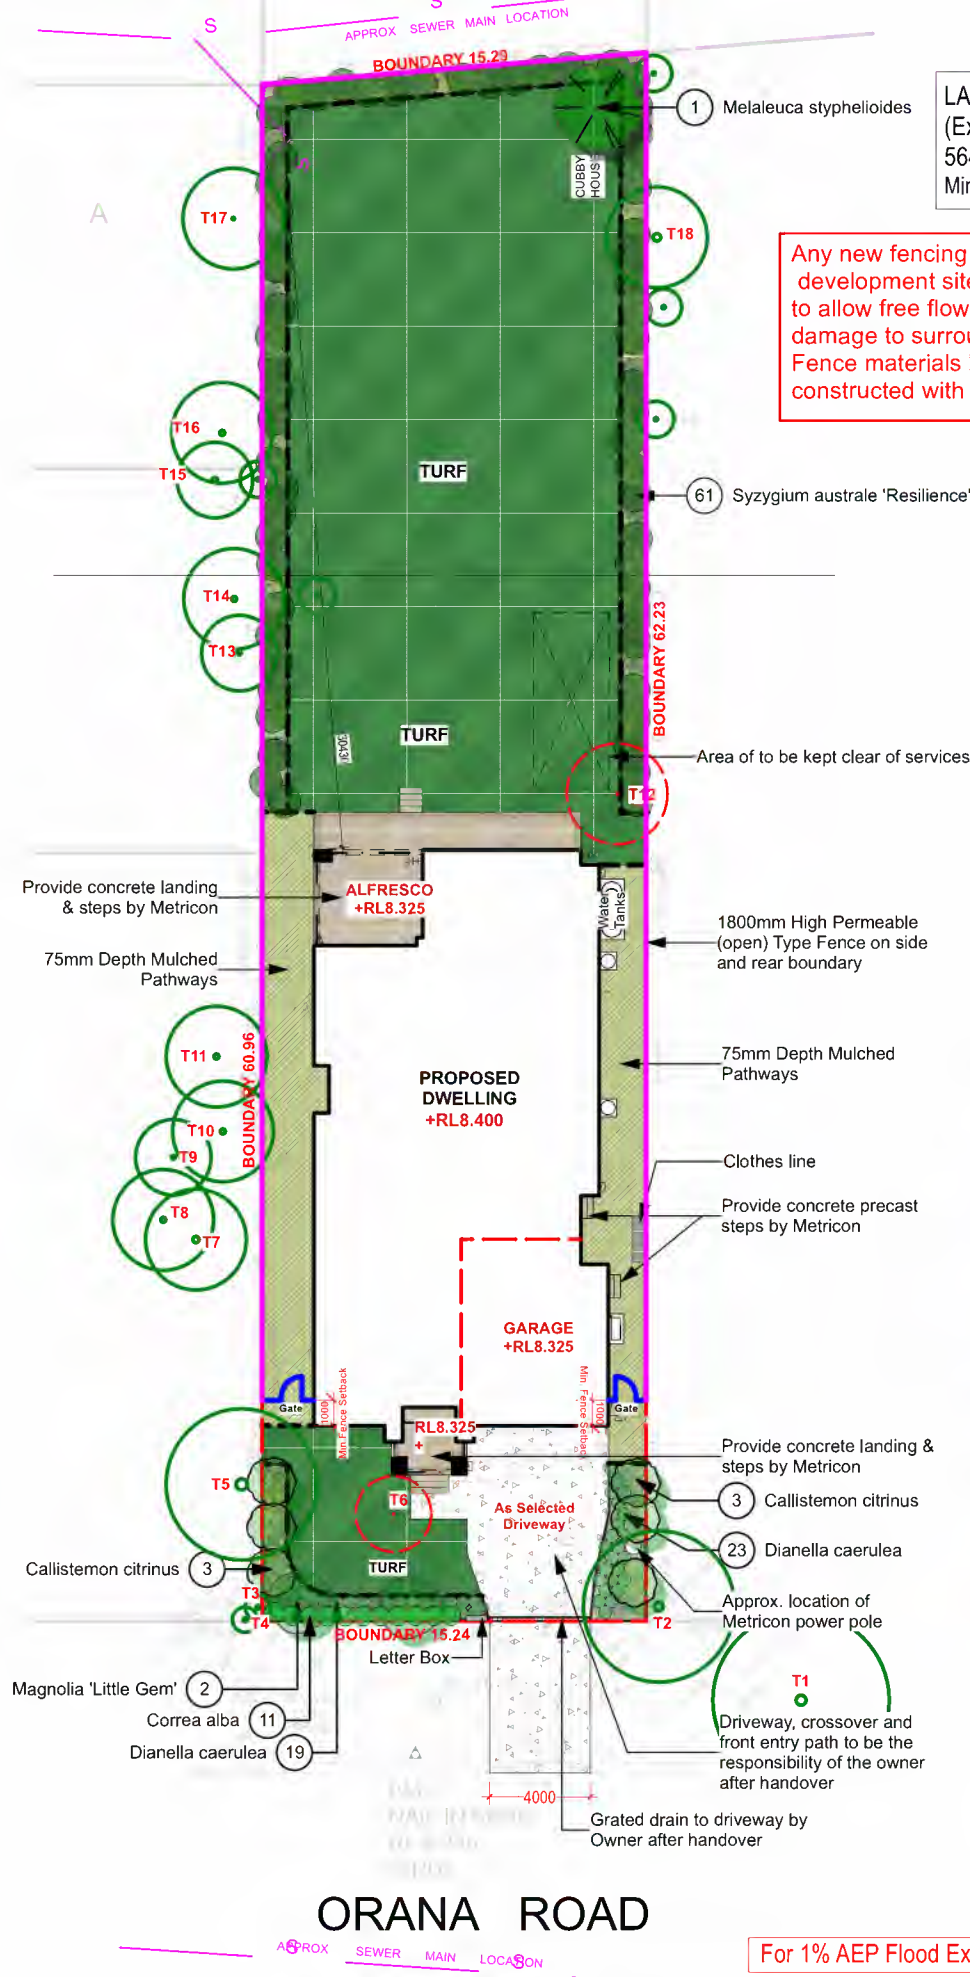 S
S
APPROX SEWER MAIN LOCATION
BOUNDARY 15.29
1 Melaleuca styphelioides
CUBBY
HOUSE
S
A
T17
T18
Any new fencing
development site
to allow free flow
Fence materials
constructed with
T16
T15
TURF
61 Syzygium australe 'Resilience'
T14
T13
BOUNDARY 62.23
TURF
Area of to be kept clear of services
T12
Provide concrete landing
& steps by Metricon
ALFRESCO
+RL8.325
Water
Tanks
1800mm High Permeable
(open) Type Fence on side
and rear boundary
75mm Depth Mulched
Pathways
T11
BOUNDARY 60.96
75mm Depth Mulched
Pathways
PROPOSED
DWELLING
+RL8.400
T10
T9
Clothes line
T8
T7
Provide concrete precast
steps by Metricon
GARAGE
+RL8.325
Gate
1000
Min. Fence Setback
Min. Fence Setback
1000
Gate
RL8.325
Provide concrete landing &
steps by Metricon
T5
T6
As Selected
Driveway
3 Callistemon citrinus
23 Dianella caerulea
Callistemon citrinus 3
TURF
T3
T4
BOUNDARY 15.24
Letter Box
T2
Approx. location of
Metricon power pole
T1
Magnolia 'Little Gem' 2
Correa alba 11
Dianella caerulea 19
Driveway, crossover and
front entry path to be the
responsibility of the owner
after handover
4000
Grated drain to driveway by
Owner after handover
ORANA ROAD
APPROX SEWER MAIN LOCATION
S
S
For 1% AEP Flood